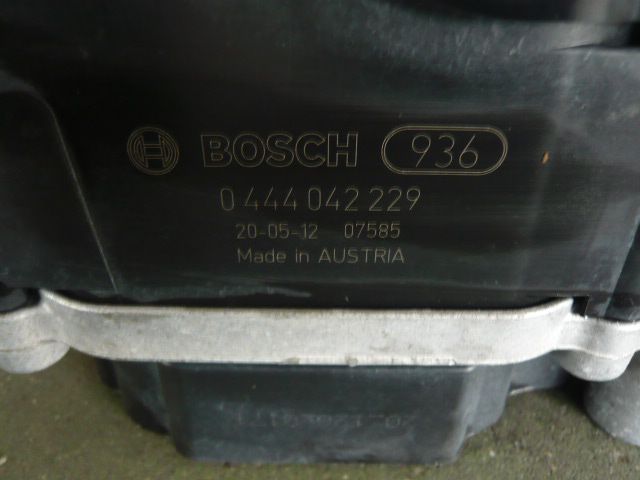 BOSCH 936
0 444 042 229
20-05-12 07585
Made in AUSTRIA